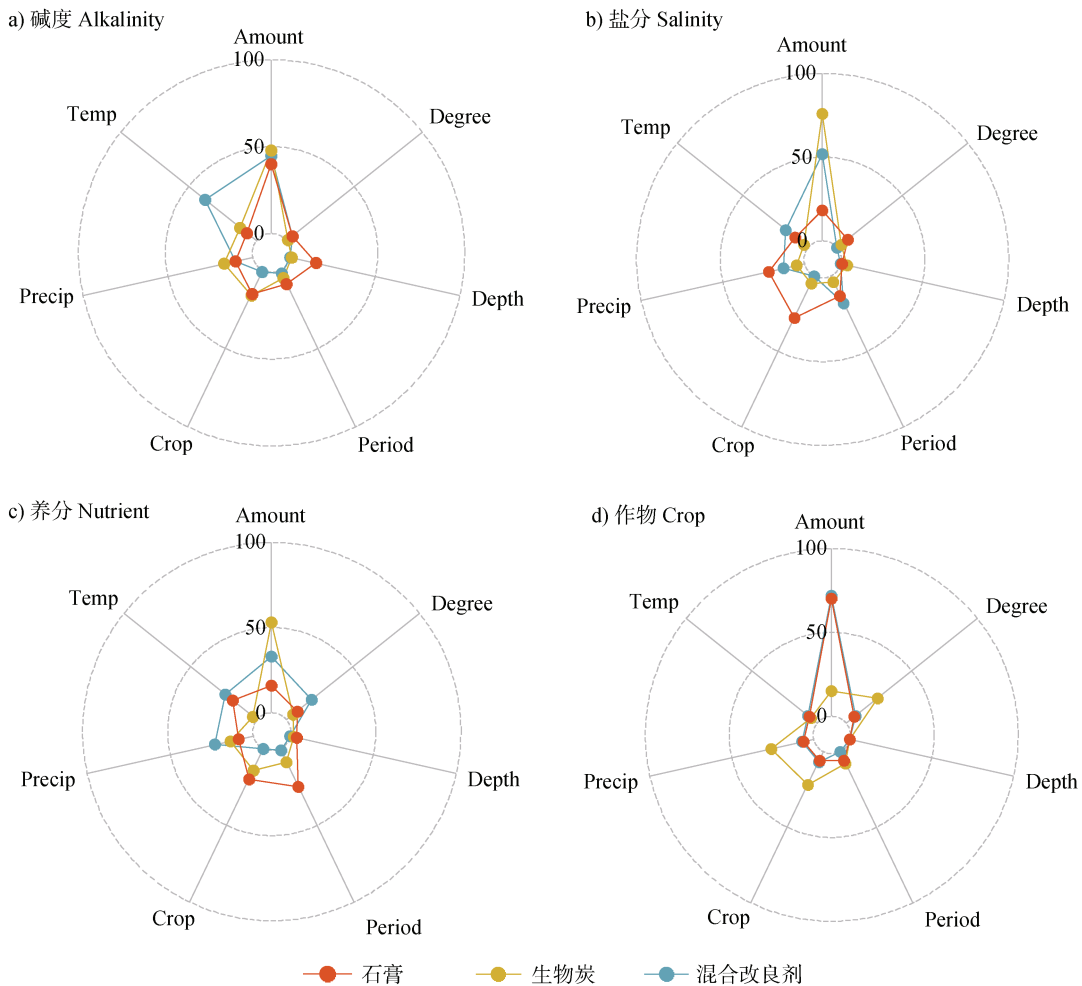 a) 碱度 Alkalinity
Amount
100
50
0
Temp
Degree
Precip
Depth
Crop
Period
b) 盐分 Salinity
Amount
100
50
0
Temp
Degree
Precip
Depth
Crop
Period
c) 养分 Nutrient
Amount
100
50
0
Temp
Degree
Precip
Depth
Crop
Period
d) 作物 Crop
Amount
100
50
0
Temp
Degree
Precip
Depth
Crop
Period
石膏
生物炭
混合改良剂